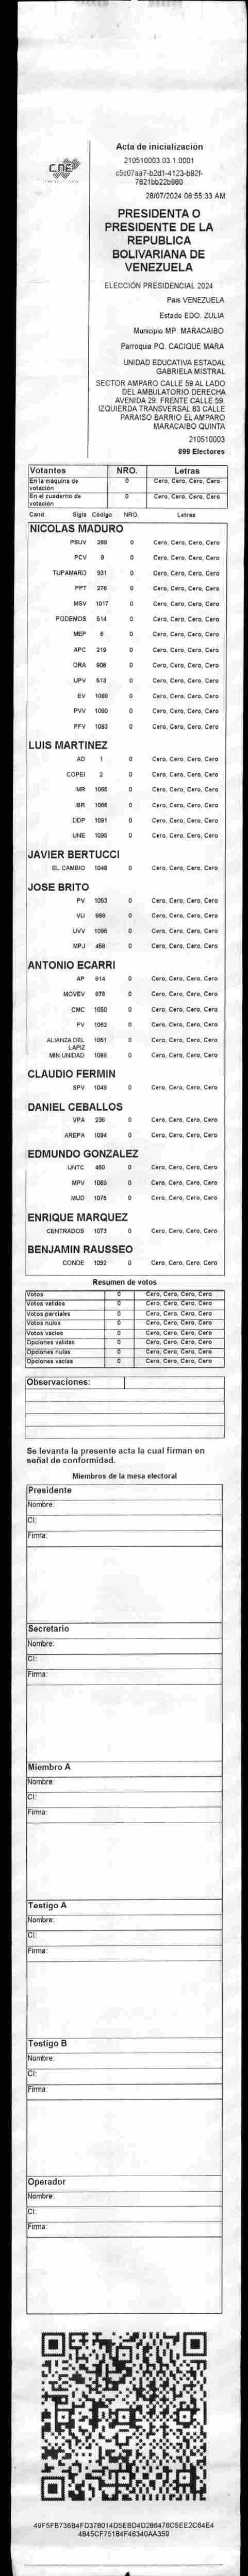 CNE
Acta de inicialización
210510003.03.1.0001
c5c07aa7-b2d1-4123-b92f-
7821bb22b980
28/07/2024 06:55:33 AM
PRESIDENTA O
PRESIDENTE DE LA
REPUBLICA
BOLIVARIANA DE
VENEZUELA
ELECCIÓN PRESIDENCIAL 2024
Pais VENEZUELA
Estado EDO. ZULIA
Municipio MP. MARACAIBO
Parroquia PQ. CACIQUE MARA
UNIDAD EDUCATIVA ESTADAL
GABRIELA MISTRAL
SECTOR AMPARO CALLE 59 AL LADO
DEL AMBULATORIO DERECHA
AVENIDA 29. FRENTE CALLE 59.
IZQUIERDA TRANSVERSAL 83 CALLE
PARAISO BARRIO EL AMPARO
MARACAIBO QUINTA
210510003
899 Electores
Votantes NRO. Letras
En la máquina de votación 0 Cero, Cero, Cero, Cero
En el cuaderno de votación 0 Cero, Cero, Cero, Cero
Cand. Sigla Código NRO. Letras
NICOLAS MADURO
PSUV 269 0 Cero, Cero, Cero, Cero
PCV 9 0 Cero, Cero, Cero, Cero
TUPAMARO 931 0 Cero, Cero, Cero, Cero
PPT 276 0 Cero, Cero, Cero, Cero
MSV 1017 0 Cero, Cero, Cero, Cero
PODEMOS 514 0 Cero, Cero, Cero, Cero
MEP 6 0 Cero, Cero, Cero, Cero
APC 219 0 Cero, Cero, Cero, Cero
ORA 906 0 Cero, Cero, Cero, Cero
UPV 513 0 Cero, Cero, Cero, Cero
EV 1089 0 Cero, Cero, Cero, Cero
PVV 1090 0 Cero, Cero, Cero, Cero
PFV 1093 0 Cero, Cero, Cero, Cero
LUIS MARTINEZ
AD 1 0 Cero, Cero, Cero, Cero
COPEI 2 0 Cero, Cero, Cero, Cero
MR 1065 0 Cero, Cero, Cero, Cero
BR 1066 0 Cero, Cero, Cero, Cero
DDP 1091 0 Cero, Cero, Cero, Cero
UNE 1095 0 Cero, Cero, Cero, Cero
JAVIER BERTUCCI
EL CAMBIO 1048 0 Cero, Cero, Cero, Cero
JOSE BRITO
PV 1053 0 Cero, Cero, Cero, Cero
VU 988 0 Cero, Cero, Cero, Cero
UVV 1096 0 Cero, Cero, Cero, Cero
MPJ 458 0 Cero, Cero, Cero, Cero
ANTONIO ECARRI
AP 914 0 Cero, Cero, Cero, Cero
MOVEV 979 0 Cero, Cero, Cero, Cero
CMC 1050 0 Cero, Cero, Cero, Cero
FV 1062 0 Cero, Cero, Cero, Cero
ALIANZA DEL LAPIZ 1051 0 Cero, Cero, Cero, Cero
MIN UNIDAD 1068 0 Cero, Cero, Cero, Cero
CLAUDIO FERMIN
SPV 1049 0 Cero, Cero, Cero, Cero
DANIEL CEBALLOS
VPA 236 0 Cero, Cero, Cero, Cero
AREPA 1094 0 Cero, Cero, Cero, Cero
EDMUNDO GONZALEZ
UNTC 460 0 Cero, Cero, Cero, Cero
MPV 1069 0 Cero, Cero, Cero, Cero
MUD 1075 0 Cero, Cero, Cero, Cero
ENRIQUE MARQUEZ
CENTRADOS 1073 0 Cero, Cero, Cero, Cero
BENJAMIN RAUSSEO
CONDE 1092 0 Cero, Cero, Cero, Cero
Resumen de votos
Votos 0 Cero, Cero, Cero, Cero
Votos validos 0 Cero, Cero, Cero, Cero
Votos parciales 0 Cero, Cero, Cero, Cero
Votos nulos 0 Cero, Cero, Cero, Cero
Votos vacios 0 Cero, Cero, Cero, Cero
Opciones validas 0 Cero, Cero, Cero, Cero
Opciones nulas 0 Cero, Cero, Cero, Cero
Opciones vacias 0 Cero, Cero, Cero, Cero
Observaciones:
Se levanta la presente acta la cual firman en
señal de conformidad.
Miembros de la mesa electoral
Presidente
Nombre:
CI:
Firma:
Secretario
Nombre:
CI:
Firma:
Miembro A
Nombre:
CI:
Firma:
Testigo A
Nombre:
CI:
Firma:
Testigo B
Nombre:
CI:
Firma:
Operador
Nombre:
CI:
Firma:
49F5FB736B4FD378014D5EBD4D286476C5EE2C64E4
4845CF75184F46340AA359